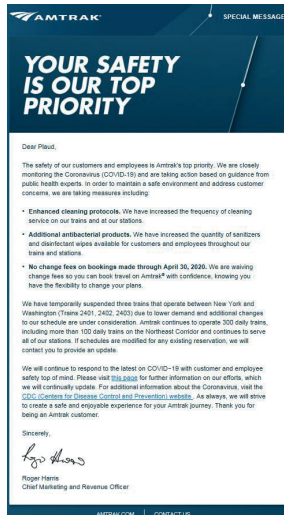 AMTRAK
SPECIAL MESSAGE
YOUR SAFETY
IS OUR TOP
PRIORITY
Dear Plaud,
The safety of our customers and employees is Amtrak's top priority. We are closely
monitoring the Coronavirus (COVID-19) and are taking action based on guidance from
public health experts. In order to maintain a safe environment and address customer
concerns, we are taking measures including:
• Enhanced cleaning protocols. We have increased the frequency of cleaning
service on our trains and at our stations.
• Additional antibacterial products. We have increased the quantity of sanitizers
and disinfectant wipes available for customers and employees throughout our
trains and stations.
• No change fees on bookings made through April 30, 2020. We are waiving
change fees so you can book travel on Amtrak® with confidence, knowing you
have the flexibility to change your plans.
We have temporarily suspended three trains that operate between New York and
Washington (Trains 2401, 2402, 2403) due to lower demand and additional changes
to our schedule are under consideration. Amtrak continues to operate 300 daily trains,
including more than 100 daily trains on the Northeast Corridor and continues to serve
all of our stations. If schedules are modified for any existing reservation, we will
contact you to provide an update.
We will continue to respond to the latest on COVID-19 with customer and employee
safety top of mind. Please visit this page for further information on our efforts, which
we will continually update. For additional information about the Coronavirus, visit the
CDC (Centers for Disease Control and Prevention) website. As always, we will strive
to create a safe and enjoyable experience for your Amtrak journey. Thank you for
being an Amtrak customer.
Sincerely,
Roger Harris
Roger Harris
Chief Marketing and Revenue Officer
AMTRAK.COM | CONTACT US